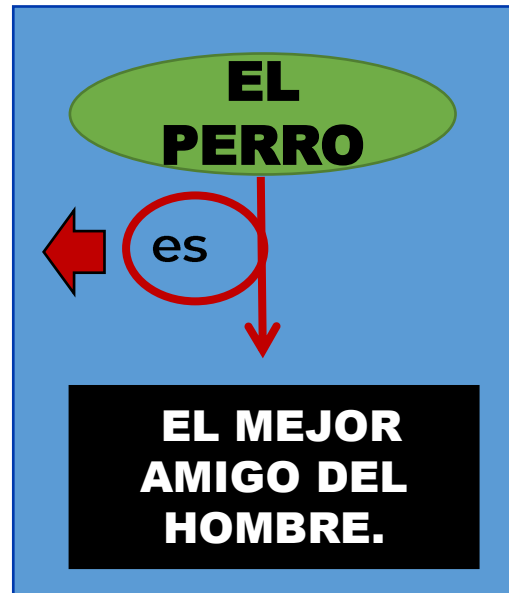 EL
PERRO
es
EL MEJOR
AMIGO DEL
HOMBRE.